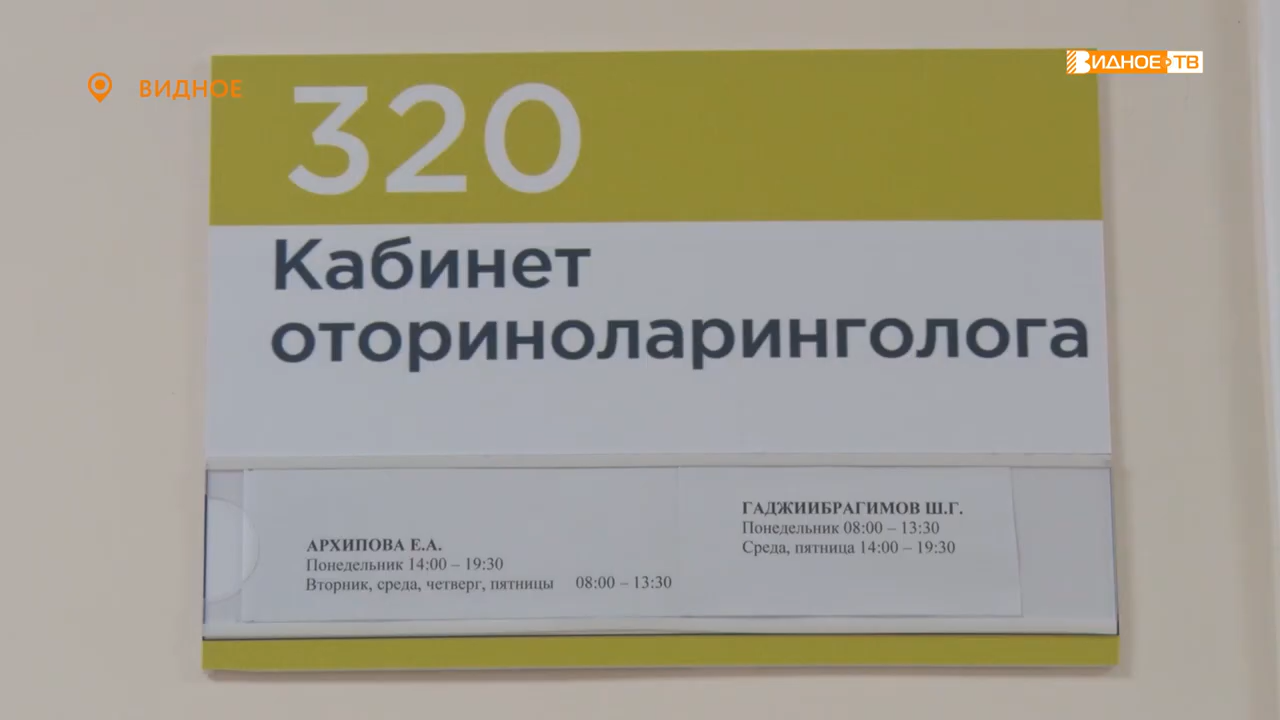 ВИДНОЕ
ВИДНОЕ ТВ
320
Кабинет
оториноларинголога
АРХИПОВА Е.А.
Понедельник 14:00 – 19:30
Вторник, среда, четверг, пятницы 08:00 – 13:30
ГАДЖИИБРАГИМОВ Ш.Г.
Понедельник 08:00 – 13:30
Среда, пятница 14:00 – 19:30